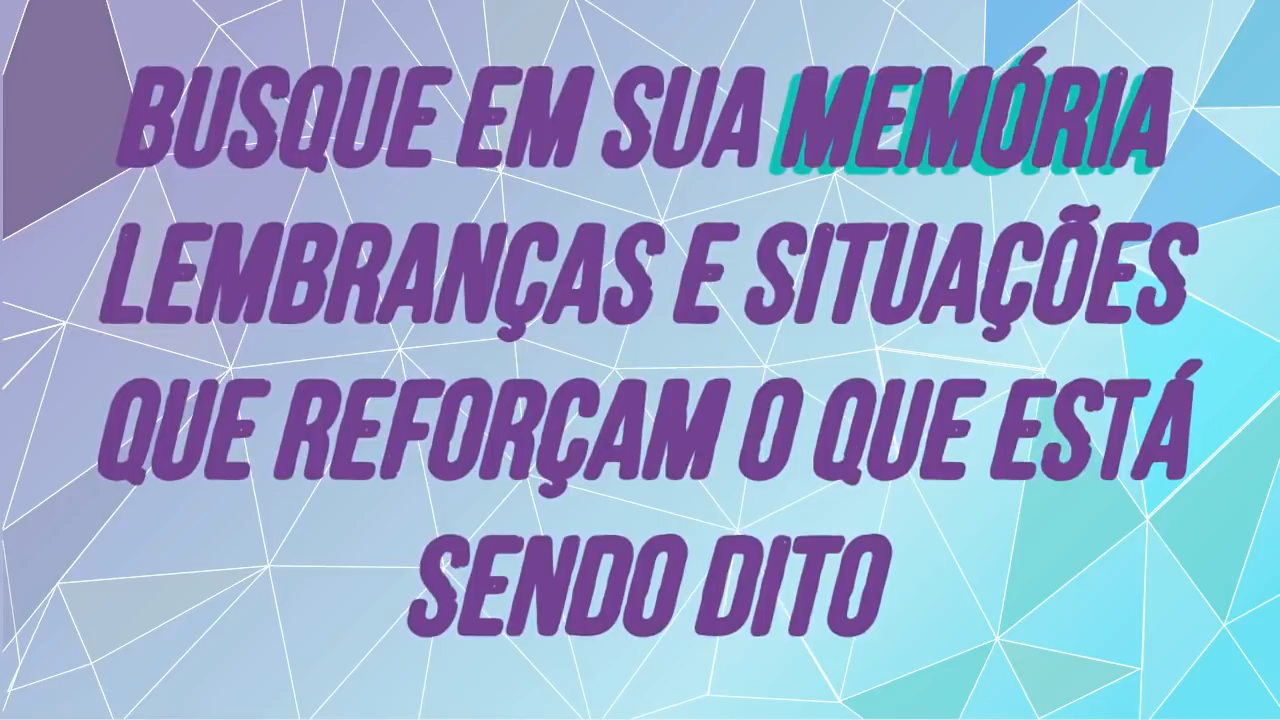 BUSQUE EM SUA MEMÓRIA
LEMBRANÇAS E SITUAÇÕES
QUE REFORÇAM O QUE ESTÁ
SENDO DITO